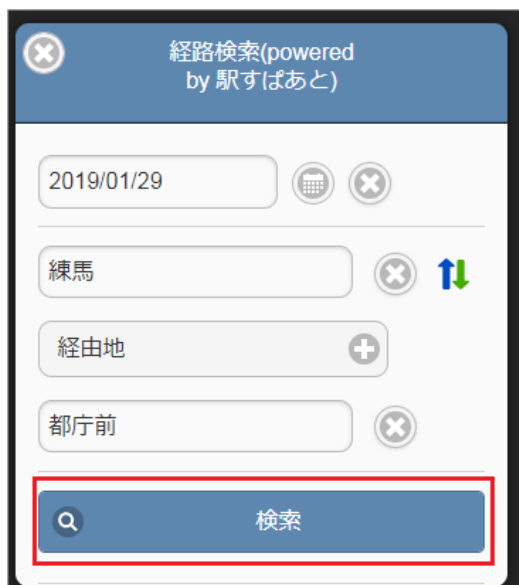 経路検索(powered
by 駅すぱあと)
2019/01/29
練馬
経由地
都庁前
検索